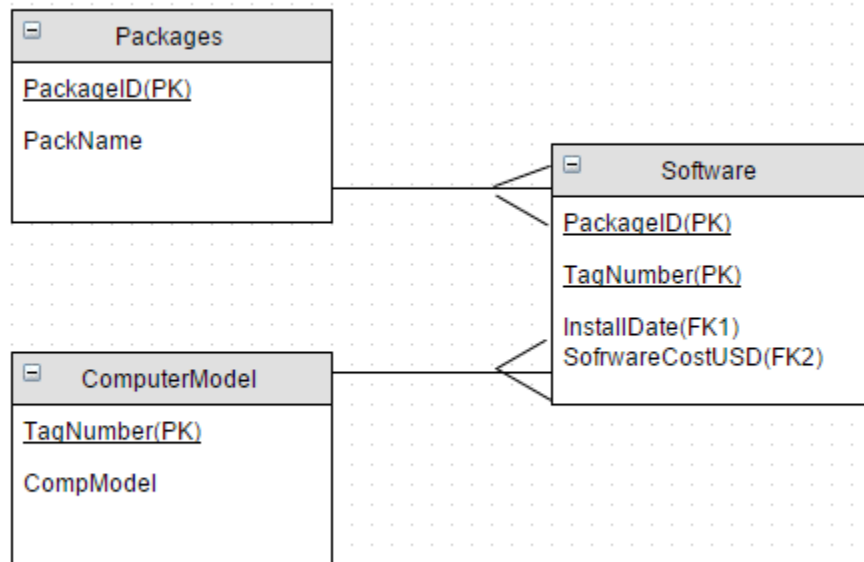 Packages
PackageID(PK)
PackName
Software
PackageID(PK)
TagNumber(PK)
InstallDate(FK1)
SofrwareCostUSD(FK2)
ComputerModel
TagNumber(PK)
CompModel